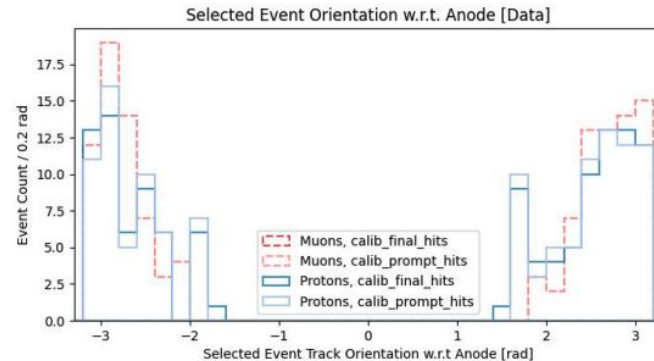 Selected Event Orientation w.r.t. Anode [Data]
Event Count / 0.2 rad
17.5
15.0
12.5
10.0
7.5
5.0
2.5
0.0
Muons, calib_final_hits
Muons, calib_prompt_hits
Protons, calib_final_hits
Protons, calib_prompt_hits
−3
−2
−1
0
1
2
3
Selected Event Track Orientation w.r.t Anode [rad]